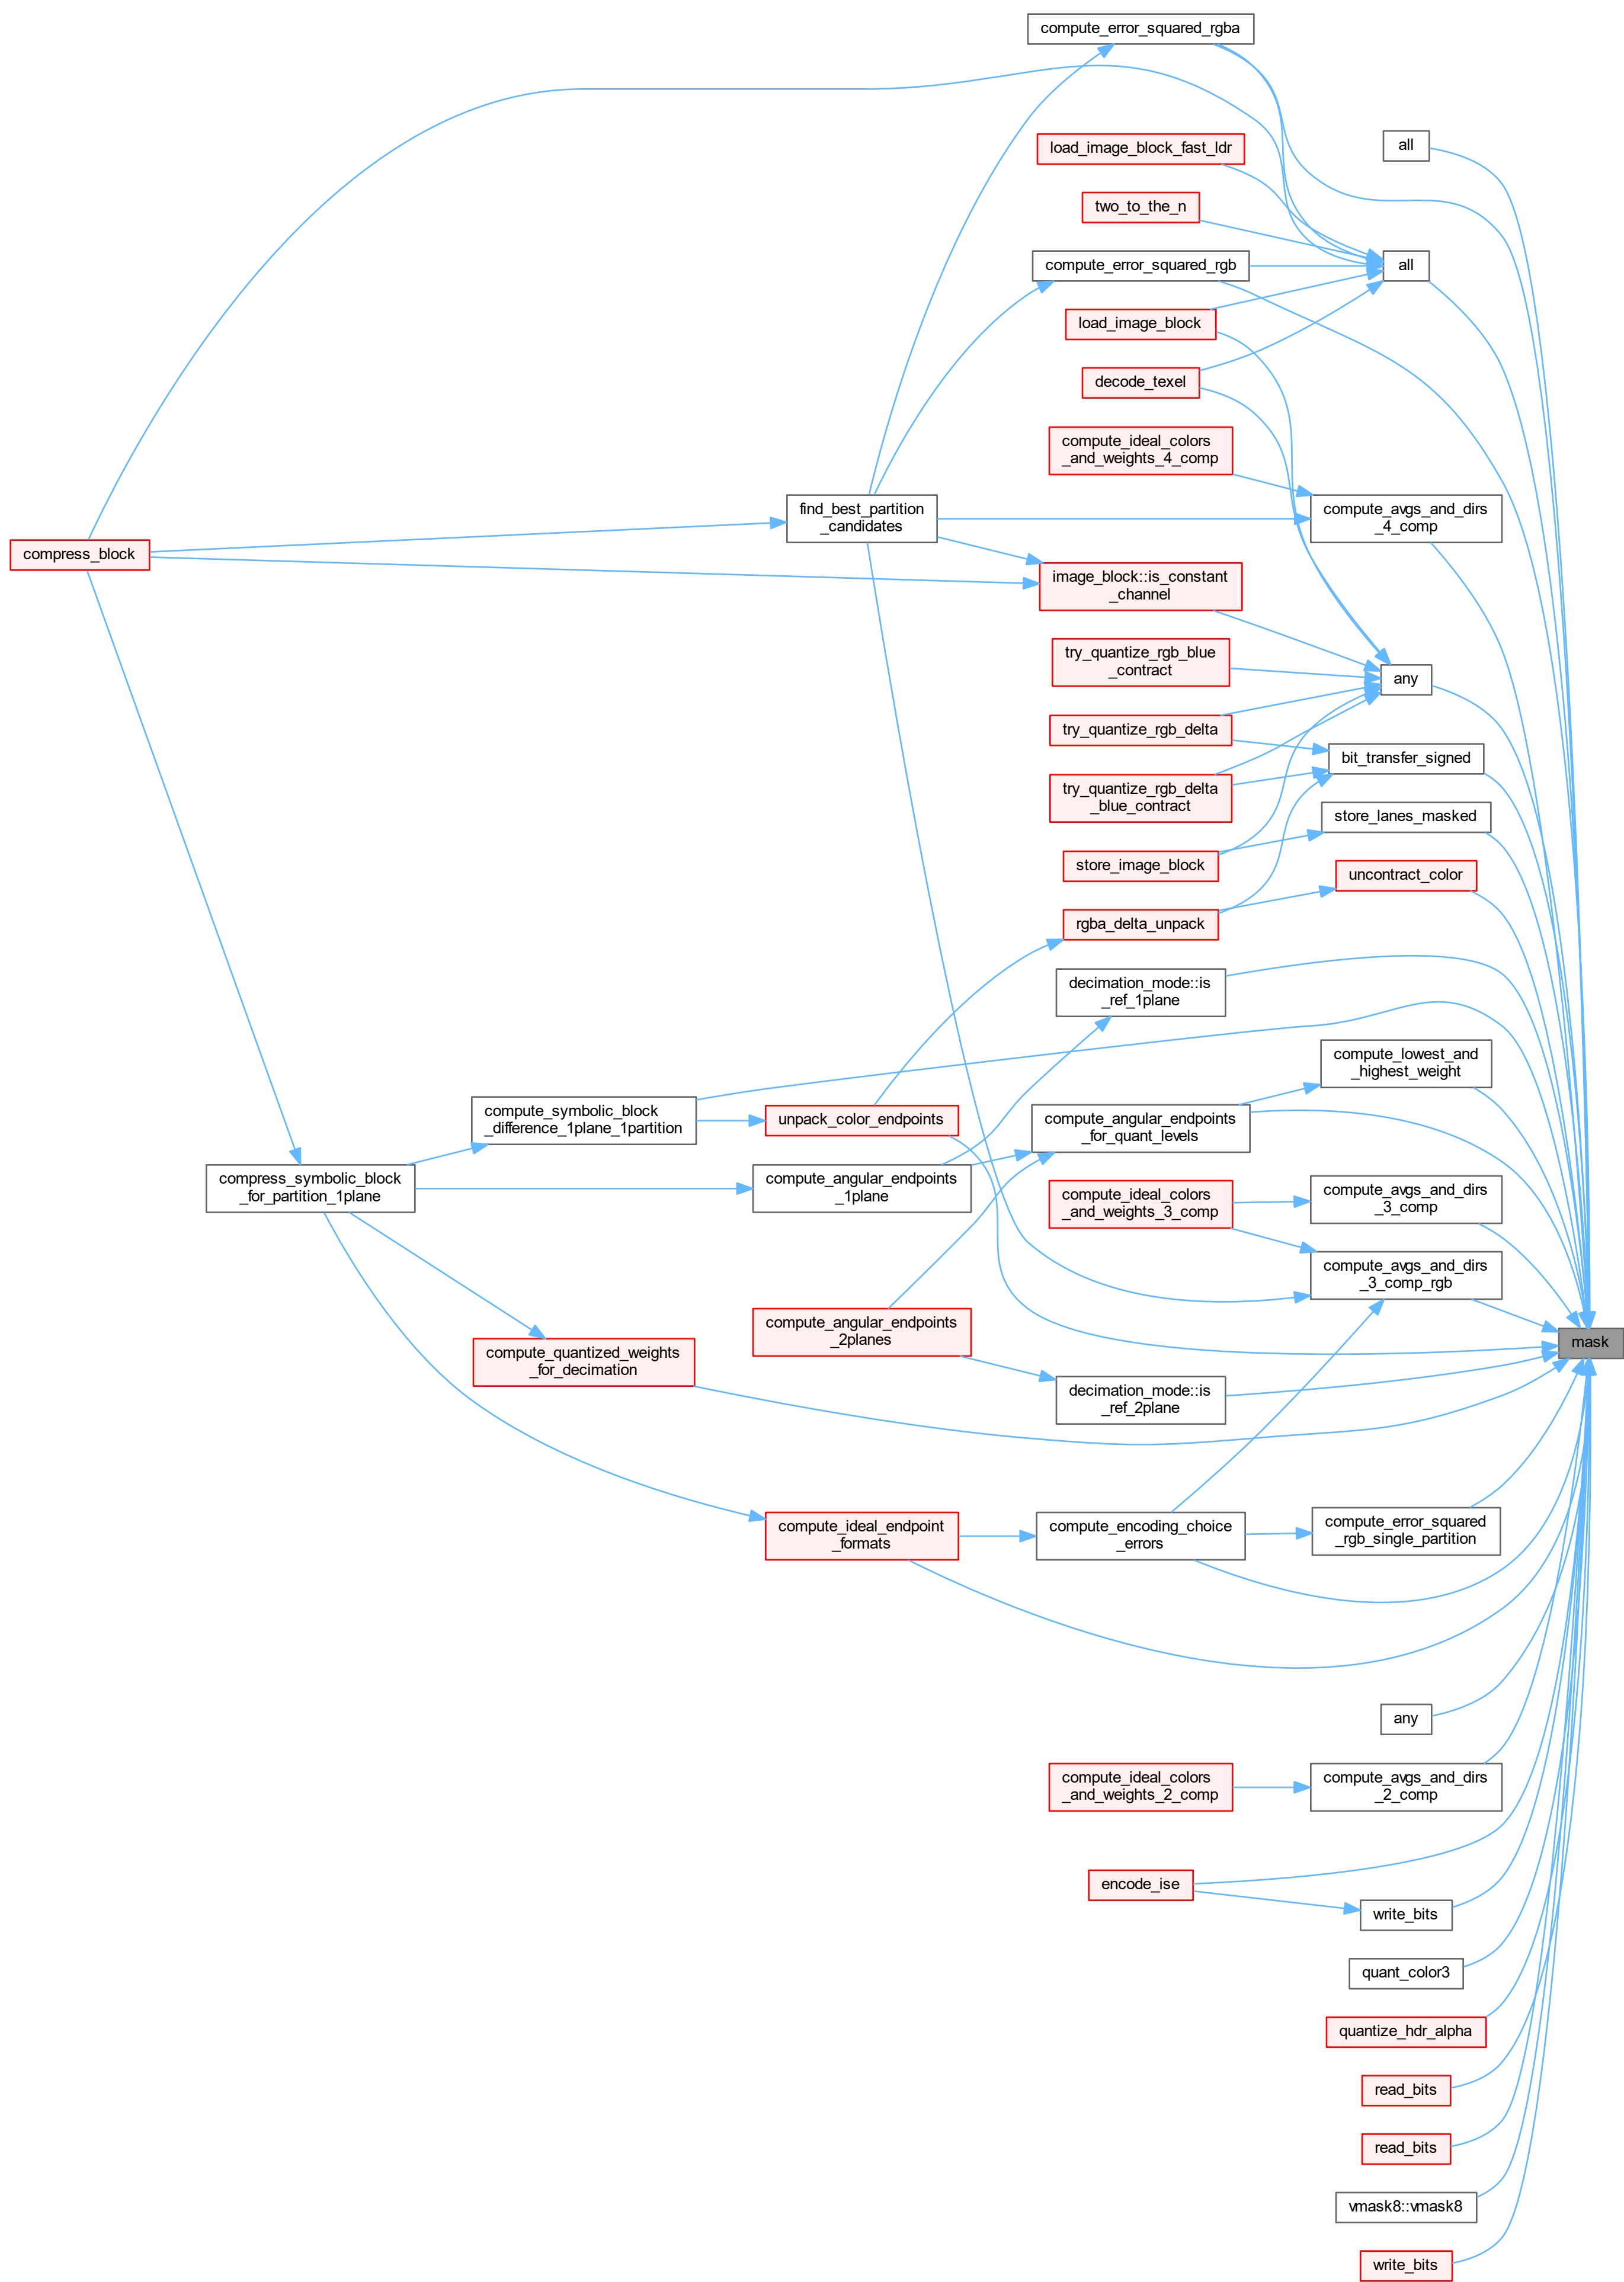 compute_error_squared_rgba
all
load_image_block_fast_ldr
two_to_the_n
compute_error_squared_rgb
all
load_image_block
decode_texel
compute_ideal_colors
_and_weights_4_comp
find_best_partition
_candidates
compute_avgs_and_dirs
_4_comp
compress_block
image_block::is_constant
_channel
try_quantize_rgb_blue
_contract
any
try_quantize_rgb_delta
bit_transfer_signed
try_quantize_rgb_delta
_blue_contract
store_lanes_masked
store_image_block
uncontract_color
rgba_delta_unpack
decimation_mode::is
_ref_1plane
compute_lowest_and
_highest_weight
compute_symbolic_block
_difference_1plane_1partition
unpack_color_endpoints
compute_angular_endpoints
_for_quant_levels
compress_symbolic_block
_for_partition_1plane
compute_angular_endpoints
_1plane
compute_ideal_colors
_and_weights_3_comp
compute_avgs_and_dirs
_3_comp
compute_avgs_and_dirs
_3_comp_rgb
compute_angular_endpoints
_2planes
mask
compute_quantized_weights
_for_decimation
decimation_mode::is
_ref_2plane
compute_ideal_endpoint
_formats
compute_encoding_choice
_errors
compute_error_squared
_rgb_single_partition
any
compute_ideal_colors
_and_weights_2_comp
compute_avgs_and_dirs
_2_comp
encode_ise
write_bits
quant_color3
quantize_hdr_alpha
read_bits
read_bits
vmask8::vmask8
write_bits